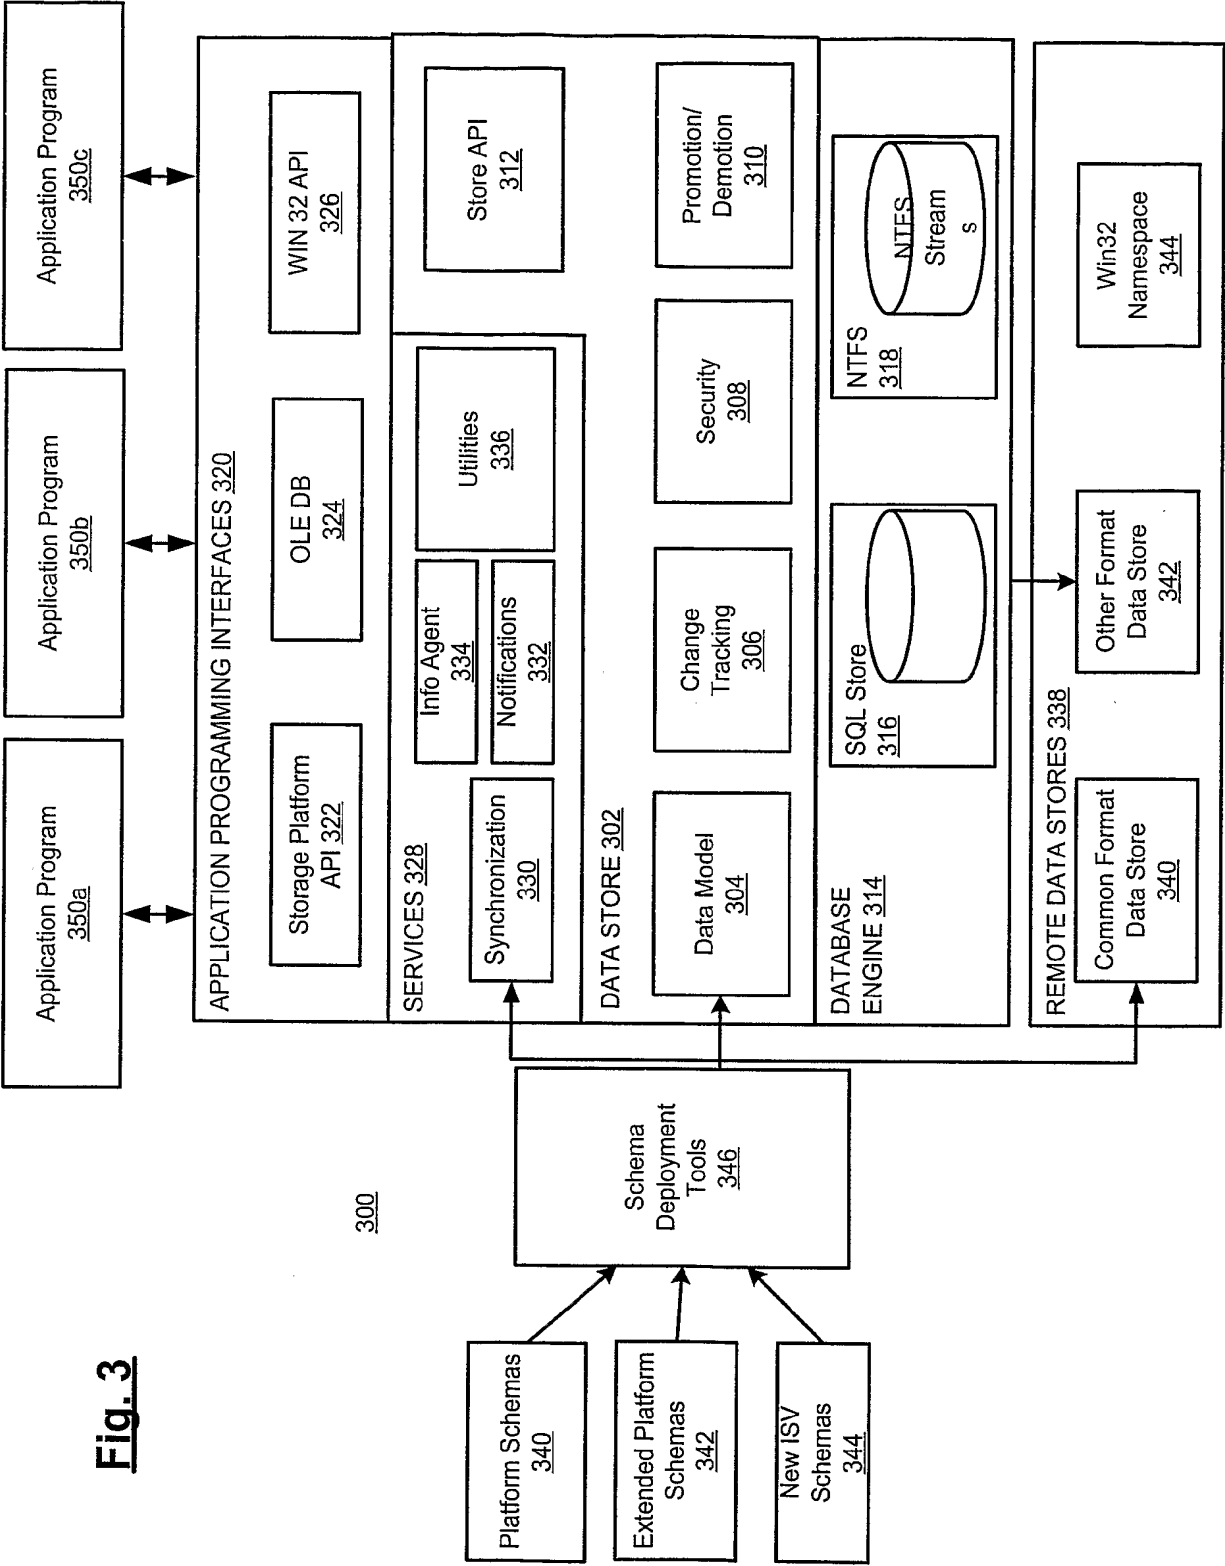 Application Program
350a
Application Program
350b
Application Program
350c
APPLICATION PROGRAMMING INTERFACES 320
Storage Platform
API 322
OLE DB
324
WIN 32 API
326
SERVICES 328
Synchronization
330
Info Agent
334
Notifications
332
Utilities
336
Store API
312
DATA STORE 302
Data Model
304
Change
Tracking
306
Security
308
Promotion/
Demotion
310
DATABASE
ENGINE 314
SQL Store
316
NTFS
318
NTFS
Stream
s
REMOTE DATA STORES 338
Common Format
Data Store
340
Other Format
Data Store
342
Win32
Namespace
344
300
Schema
Deployment
Tools
346
Platform Schemas
340
Extended Platform
Schemas
342
New ISV
Schemas
344
Fig. 3